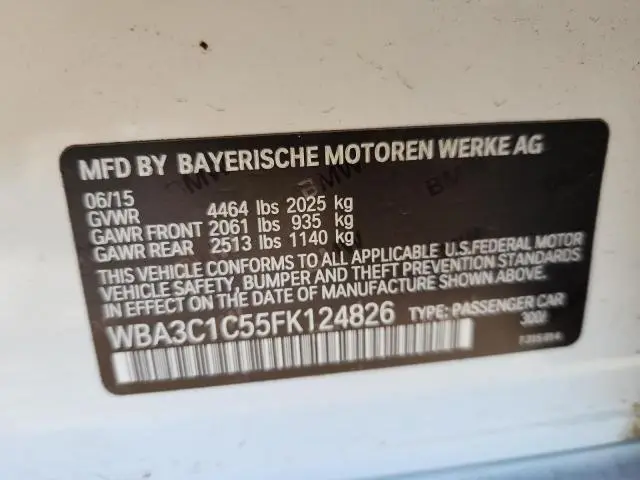 MFD BY BAYERISCHE MOTOREN WERKE AG
06/15
GVWR 4464 lbs 2025 kg
GAWR FRONT 2061 lbs 935 kg
GAWR REAR 2513 lbs 1140 kg
THIS VEHICLE CONFORMS TO ALL APPLICABLE U.S.FEDERAL MOTOR
VEHICLE SAFETY, BUMPER AND THEFT PREVENTION STANDARDS
IN EFFECT ON THE DATE OF MANUFACTURE SHOWN ABOVE.
WBA3C1C55FK124826 TYPE: PASSENGER CAR